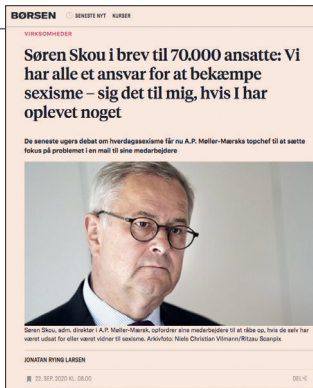 BØRSEN SENESTE NYT KURSER
VIRKSOMHEDER
Søren Skou i brev til 70.000 ansatte: Vi
har alle et ansvar for at bekæmpe
sexisme – sig det til mig, hvis I har
oplevet noget
De seneste ugers debat om hverdagssexisme får nu A.P. Møller-Mærsks topchef til at sætte
fokus på problemet i en mail til sine medarbejdere
Søren Skou, adm. direktør i A.P. Møller-Mærsk, opfordrer sine medarbejdere til at råbe op, hvis de selv har
været udsat for eller været vidner til sexisme. Arkivfoto: Niels Christian Vilmann/Ritzau Scanpix
JONATAN RYING LARSEN
22. SEP. 2020 KL. 08.00 DEL